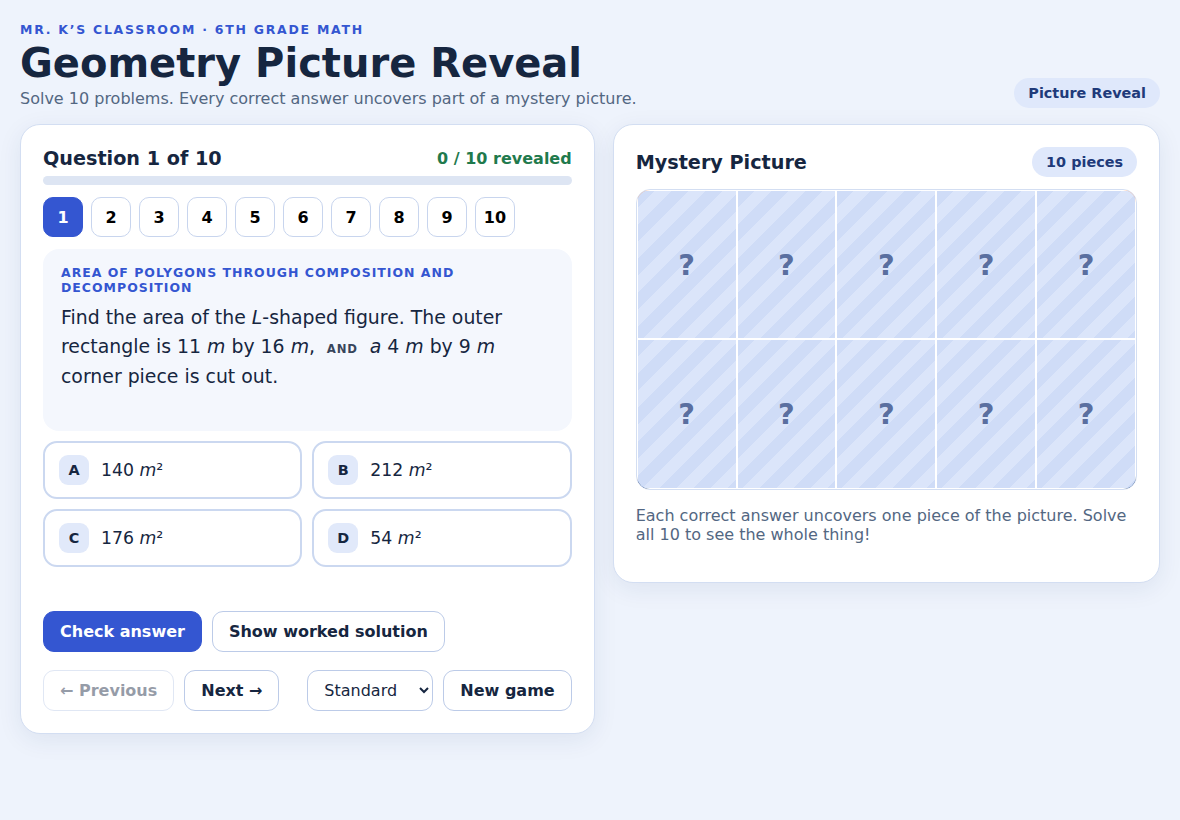 MR. K’S CLASSROOM · 6TH GRADE MATH
Geometry Picture Reveal
Solve 10 problems. Every correct answer uncovers part of a mystery picture.
Picture Reveal
Question 1 of 10
0 / 10 revealed
1 2 3 4 5 6 7 8 9 10
AREA OF POLYGONS THROUGH COMPOSITION AND
DECOMPOSITION
Find the area of the L-shaped figure. The outer
rectangle is 11 m by 16 m, AND a 4 m by 9 m
corner piece is cut out.
A 140 m²
B 212 m²
C 176 m²
D 54 m²
Check answer
Show worked solution
← Previous
Next →
Standard
New game
Mystery Picture
10 pieces
? ? ? ? ?
? ? ? ? ?
Each correct answer uncovers one piece of the picture. Solve
all 10 to see the whole thing!